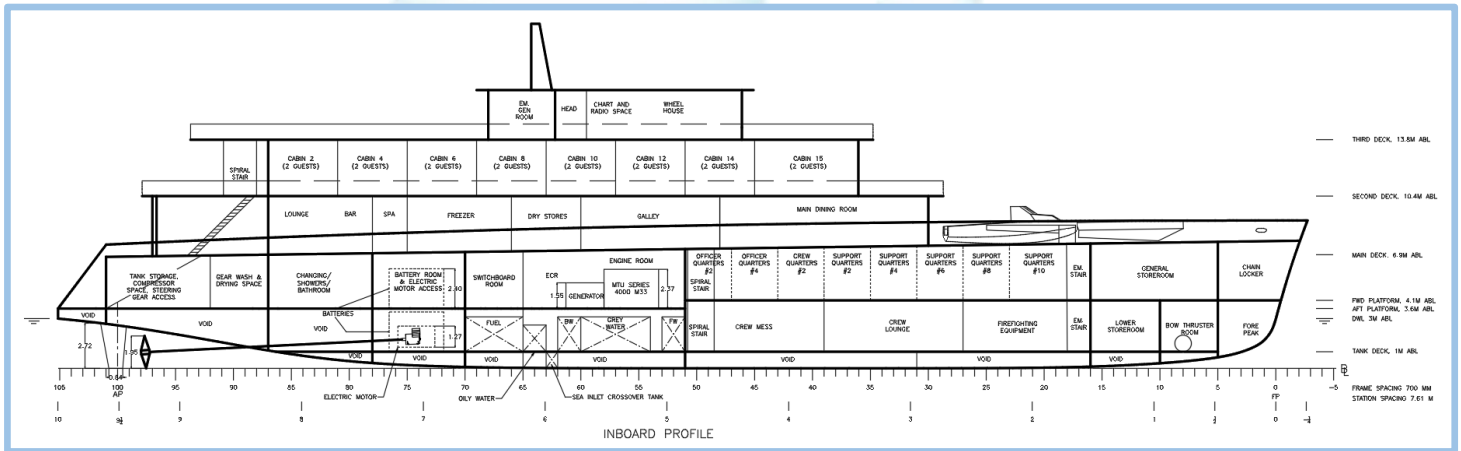 EM.
GEN
ROOM
HEAD
CHART AND
RADIO SPACE
WHEEL
HOUSE
THIRD DECK, 13.8M ABL
SPIRAL
STAIR
CABIN 2
(2 GUESTS)
CABIN 4
(2 GUESTS)
CABIN 6
(2 GUESTS)
CABIN 8
(2 GUESTS)
CABIN 10
(2 GUESTS)
CABIN 12
(2 GUESTS)
CABIN 14
(2 GUESTS)
CABIN 15
(2 GUESTS)
SECOND DECK, 10.4M ABL
LOUNGE
BAR
SPA
FREEZER
DRY STORES
GALLEY
MAIN DINING ROOM
MAIN DECK, 6.9M ABL
TANK STORAGE,
COMPRESSOR
SPACE, STEERING
GEAR ACCESS
GEAR WASH &
DRYING SPACE
CHANGING/
SHOWERS/
BATHROOM
BATTERY ROOM
& ELECTRIC
MOTOR ACCESS
2.40
SWITCHBOARD
ROOM
ECR
ENGINE ROOM
1.55
GENERATOR
MTU SERIES
4000 M33
2.37
OFFICER
QUARTERS
#2
SPIRAL
STAIR
OFFICER
QUARTERS
#4
CREW
QUARTERS
#2
SUPPORT
QUARTERS
#2
SUPPORT
QUARTERS
#4
SUPPORT
QUARTERS
#6
SUPPORT
QUARTERS
#8
SUPPORT
QUARTERS
#10
EM.
STAIR
GENERAL
STOREROOM
CHAIN
LOCKER
FWD PLATFORM, 4.1M ABL
AFT PLATFORM, 3.6M ABL
DWL 3M ABL
VOID
VOID
VOID
BATTERIES
1.27
FUEL
BW
GREY
WATER
FW
SPIRAL
STAIR
CREW MESS
CREW
LOUNGE
FIREFIGHTING
EQUIPMENT
EM.
STAIR
LOWER
STOREROOM
BOW THRUSTER
ROOM
FORE
PEAK
2.72
VOID
VOID
VOID
VOID
VOID
VOID
VOID
TANK DECK, 1M ABL
0.84
105 100 90 85 80 75 70 65 60 55 50 45 40 35 30 25 20 15 10 5 0 -5
FRAME SPACING 700 MM
AP
ELECTRIC MOTOR
OILY WATER
SEA INLET CROSSOVER TANK
FP
STATION SPACING 7.61 M
10 9½ 9 8 7 6 5 4 3 2 1 ½ 0 -¼
INBOARD PROFILE